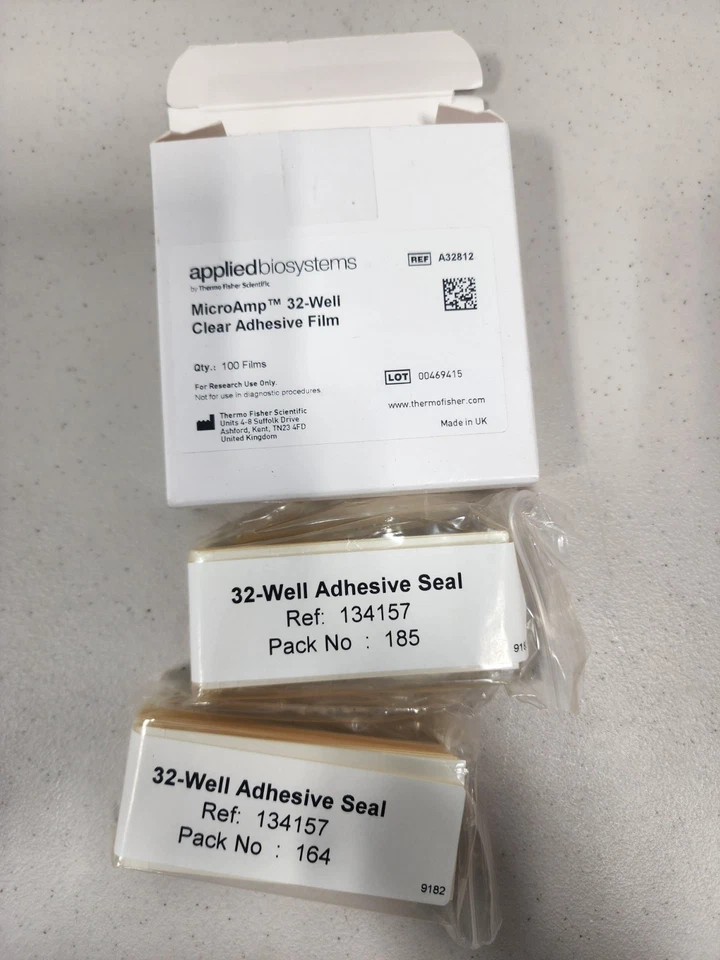 appliedbiosystems
by Thermo Fisher Scientific
MicroAmp™ 32-Well
Clear Adhesive Film
REF A32812
Qty.: 100 Films
For Research Use Only.
Not for use in diagnostic procedures.
LOT 00469415
Thermo Fisher Scientific
Units 4-8 Suffolk Drive
Ashford, Kent, TN23 4FD
United Kingdom
www.thermofisher.com
Made in UK
32-Well Adhesive Seal
Ref: 134157
Pack No : 185
32-Well Adhesive Seal
Ref: 134157
Pack No : 164
9182